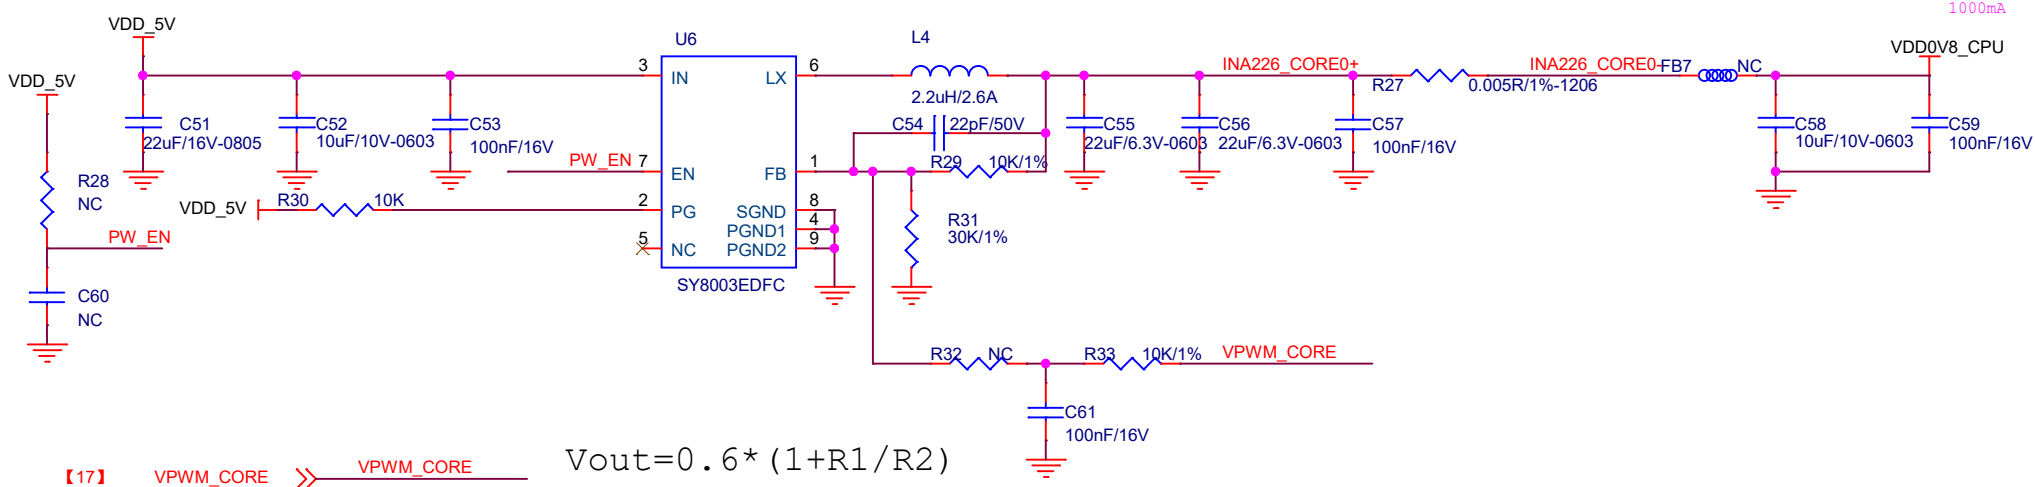 1000mA
VDD_5V
U6
L4
VDD0V8_CPU
VDD_5V
3
IN
LX
6
INA226_CORE0+
INA226_CORE0-
FB7
NC
2.2uH/2.6A
R27
0.005R/1%-1206
C51
22uF/16V-0805
C52
10uF/10V-0603
C53
100nF/16V
C54
22pF/50V
C55
22uF/6.3V-0603
C56
22uF/6.3V-0603
C57
100nF/16V
C58
10uF/10V-0603
C59
100nF/16V
PW_EN
7
EN
FB
1
R29
10K/1%
R28
NC
VDD_5V
R30
10K
2
PG
SGND
8
PGND1
4
PGND2
9
5
NC
R31
30K/1%
PW_EN
SY8003EDFC
C60
NC
R32
NC
R33
10K/1%
VPWM_CORE
C61
100nF/16V
【17】
VPWM_CORE
VPWM_CORE
Vout=0.6*(1+R1/R2)